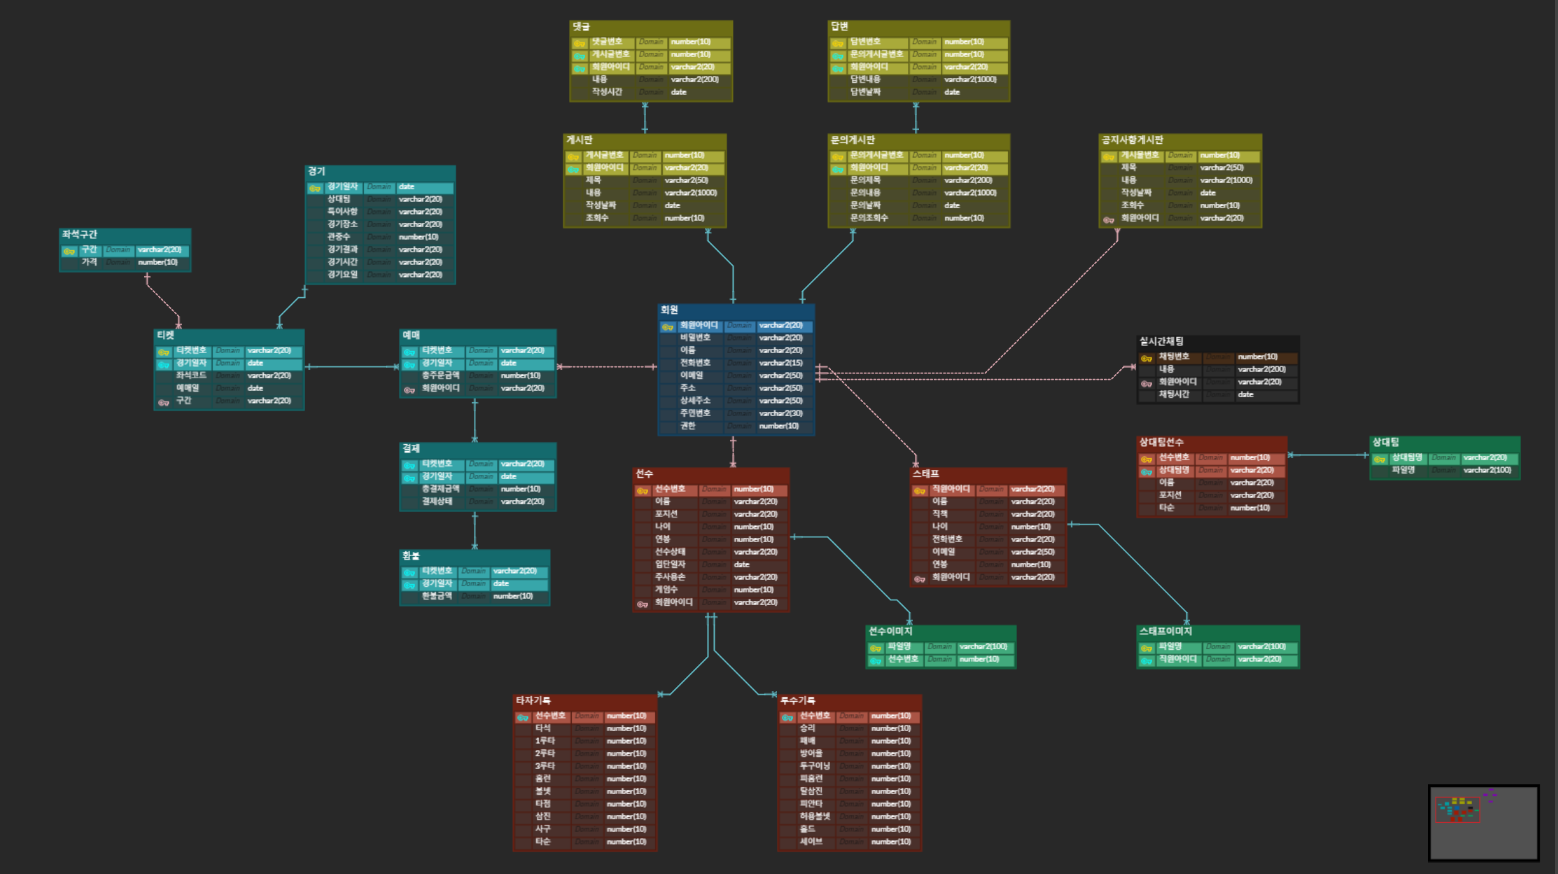 댓글
댓글번호 Domain number(10)
게시글번호 Domain number(10)
회원아이디 Domain varchar2(20)
내용 Domain varchar2(200)
작성시간 Domain date
답변
답변번호 Domain number(10)
문의게시글번호 Domain number(10)
회원아이디 Domain varchar2(20)
답변내용 Domain varchar2(1000)
답변날짜 Domain date
게시판
게시글번호 Domain number(10)
회원아이디 Domain varchar2(20)
제목 Domain varchar2(50)
내용 Domain varchar2(1000)
작성날짜 Domain date
조회수 Domain number(10)
문의게시판
문의게시글번호 Domain number(10)
회원아이디 Domain varchar2(20)
문의제목 Domain varchar2(200)
문의내용 Domain varchar2(1000)
문의날짜 Domain date
문의조회수 Domain number(10)
공지사항게시판
게시물번호 Domain number(10)
제목 Domain varchar2(50)
내용 Domain varchar2(1000)
작성날짜 Domain date
조회수 Domain number(10)
회원아이디 Domain varchar2(20)
경기
경기일자 Domain date
상대팀 Domain varchar2(20)
특이사항 Domain varchar2(20)
경기장소 Domain varchar2(20)
관중수 Domain number(10)
경기결과 Domain varchar2(20)
경기시간 Domain varchar2(20)
경기요일 Domain varchar2(20)
좌석구간
구간 Domain varchar2(20)
가격 Domain number(10)
티켓
티켓번호 Domain varchar2(20)
경기일자 Domain date
좌석코드 Domain varchar2(20)
예매일 Domain date
구간 Domain varchar2(20)
예매
티켓번호 Domain varchar2(20)
경기일자 Domain date
총주문금액 Domain number(10)
회원아이디 Domain varchar2(20)
회원
회원아이디 Domain varchar2(20)
비밀번호 Domain varchar2(20)
이름 Domain varchar2(20)
전화번호 Domain varchar2(15)
이메일 Domain varchar2(50)
주소 Domain varchar2(50)
상세주소 Domain varchar2(50)
주민번호 Domain varchar2(30)
권한 Domain number(10)
실시간채팅
채팅번호 Domain number(10)
내용 Domain varchar2(200)
회원아이디 Domain varchar2(20)
채팅시간 Domain date
결제
티켓번호 Domain varchar2(20)
경기일자 Domain date
총결제금액 Domain number(10)
결제상태 Domain varchar2(20)
환불
티켓번호 Domain varchar2(20)
경기일자 Domain date
환불금액 Domain number(10)
선수
선수번호 Domain number(10)
이름 Domain varchar2(20)
포지션 Domain varchar2(20)
나이 Domain number(10)
연봉 Domain number(10)
선수상태 Domain varchar2(20)
입단일자 Domain date
주사용손 Domain varchar2(20)
게임수 Domain number(10)
회원아이디 Domain varchar2(20)
스태프
직원아이디 Domain varchar2(20)
이름 Domain varchar2(20)
직책 Domain varchar2(20)
나이 Domain number(10)
전화번호 Domain varchar2(20)
이메일 Domain varchar2(50)
연봉 Domain number(10)
회원아이디 Domain varchar2(20)
상대팀선수
선수번호 Domain number(10)
상대팀명 Domain varchar2(20)
이름 Domain varchar2(20)
포지션 Domain varchar2(20)
타순 Domain number(10)
상대팀
상대팀명 Domain varchar2(20)
파일명 Domain varchar2(100)
선수이미지
파일명 Domain varchar2(100)
선수번호 Domain number(10)
스태프이미지
파일명 Domain varchar2(100)
직원아이디 Domain varchar2(20)
타자기록
선수번호 Domain number(10)
타석 Domain number(10)
1루타 Domain number(10)
2루타 Domain number(10)
3루타 Domain number(10)
홈런 Domain number(10)
볼넷 Domain number(10)
타점 Domain number(10)
삼진 Domain number(10)
사구 Domain number(10)
타순 Domain number(10)
투수기록
선수번호 Domain number(10)
승리 Domain number(10)
패배 Domain number(10)
방어율 Domain number(10)
투구이닝 Domain number(10)
피홈런 Domain number(10)
탈삼진 Domain number(10)
피안타 Domain number(10)
허용볼넷 Domain number(10)
홀드 Domain number(10)
세이브 Domain number(10)